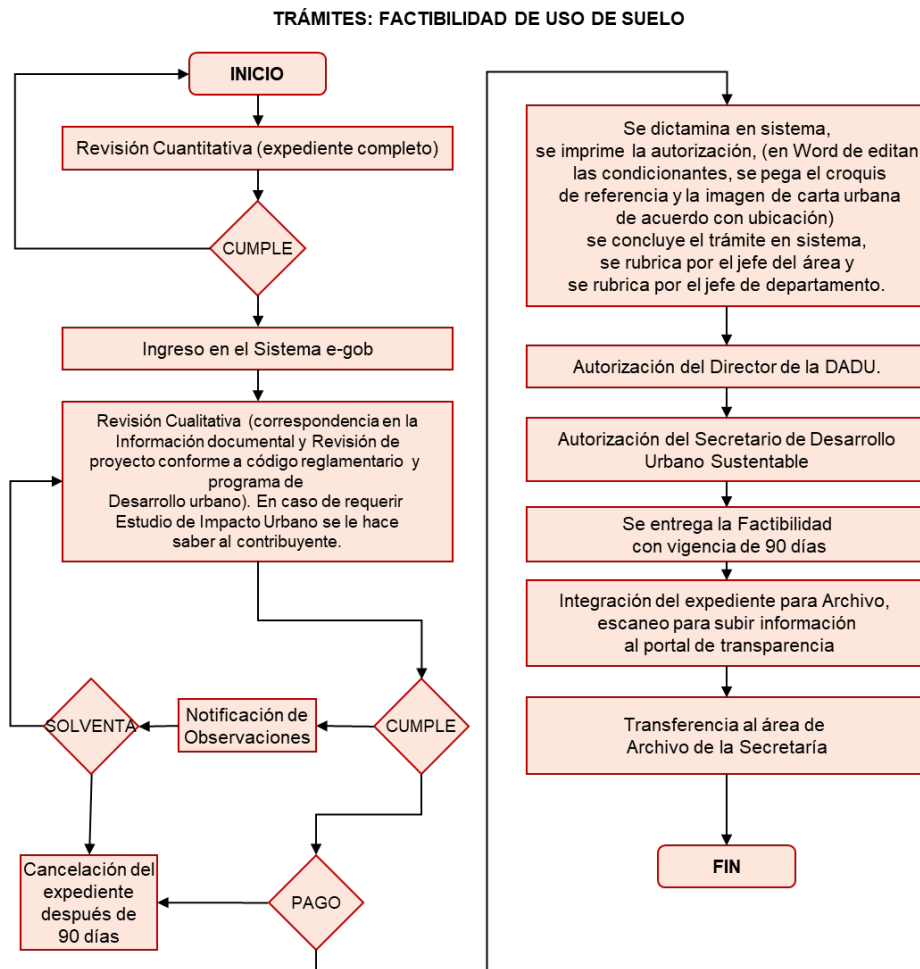 TRÁMITES: FACTIBILIDAD DE USO DE SUELO
INICIO
Revisión Cuantitativa (expediente completo)
CUMPLE
Ingreso en el Sistema e-gob
Revisión Cualitativa (correspondencia en la
Información documental y Revisión de
proyecto conforme a código reglamentario y
programa de
Desarrollo urbano). En caso de requerir
Estudio de Impacto Urbano se le hace
saber al contribuyente.
CUMPLE
Notificación de
Observaciones
SOLVENTA
Cancelación del
expediente
después de
90 días
PAGO
Se dictamina en sistema,
se imprime la autorización, (en Word de editan
las condicionantes, se pega el croquis
de referencia y la imagen de carta urbana
de acuerdo con ubicación)
se concluye el trámite en sistema,
se rubrica por el jefe del área y
se rubrica por el jefe de departamento.
Autorización del Director de la DADU.
Autorización del Secretario de Desarrollo
Urbano Sustentable
Se entrega la Factibilidad
con vigencia de 90 días
Integración del expediente para Archivo,
escaneo para subir información
al portal de transparencia
Transferencia al área de
Archivo de la Secretaría
FIN